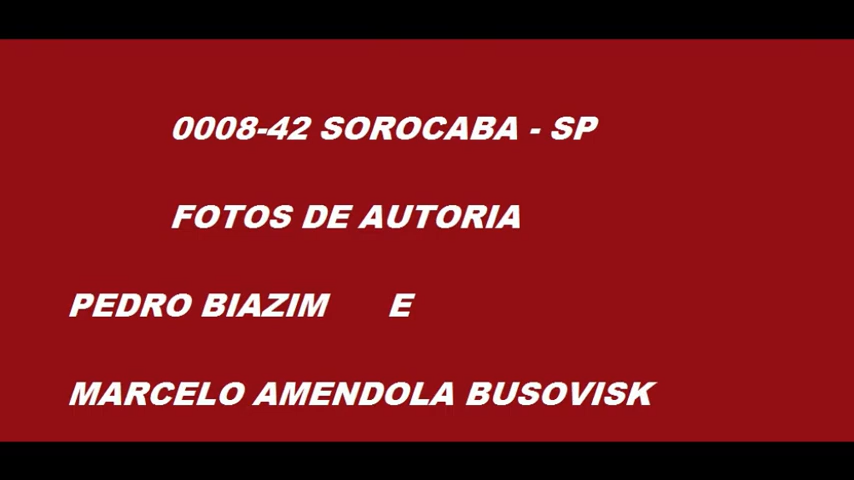 0008-42 SOROCABA - SP
FOTOS DE AUTORIA
PEDRO BIAZIM E
MARCELO AMENDOLA BUSOVISK